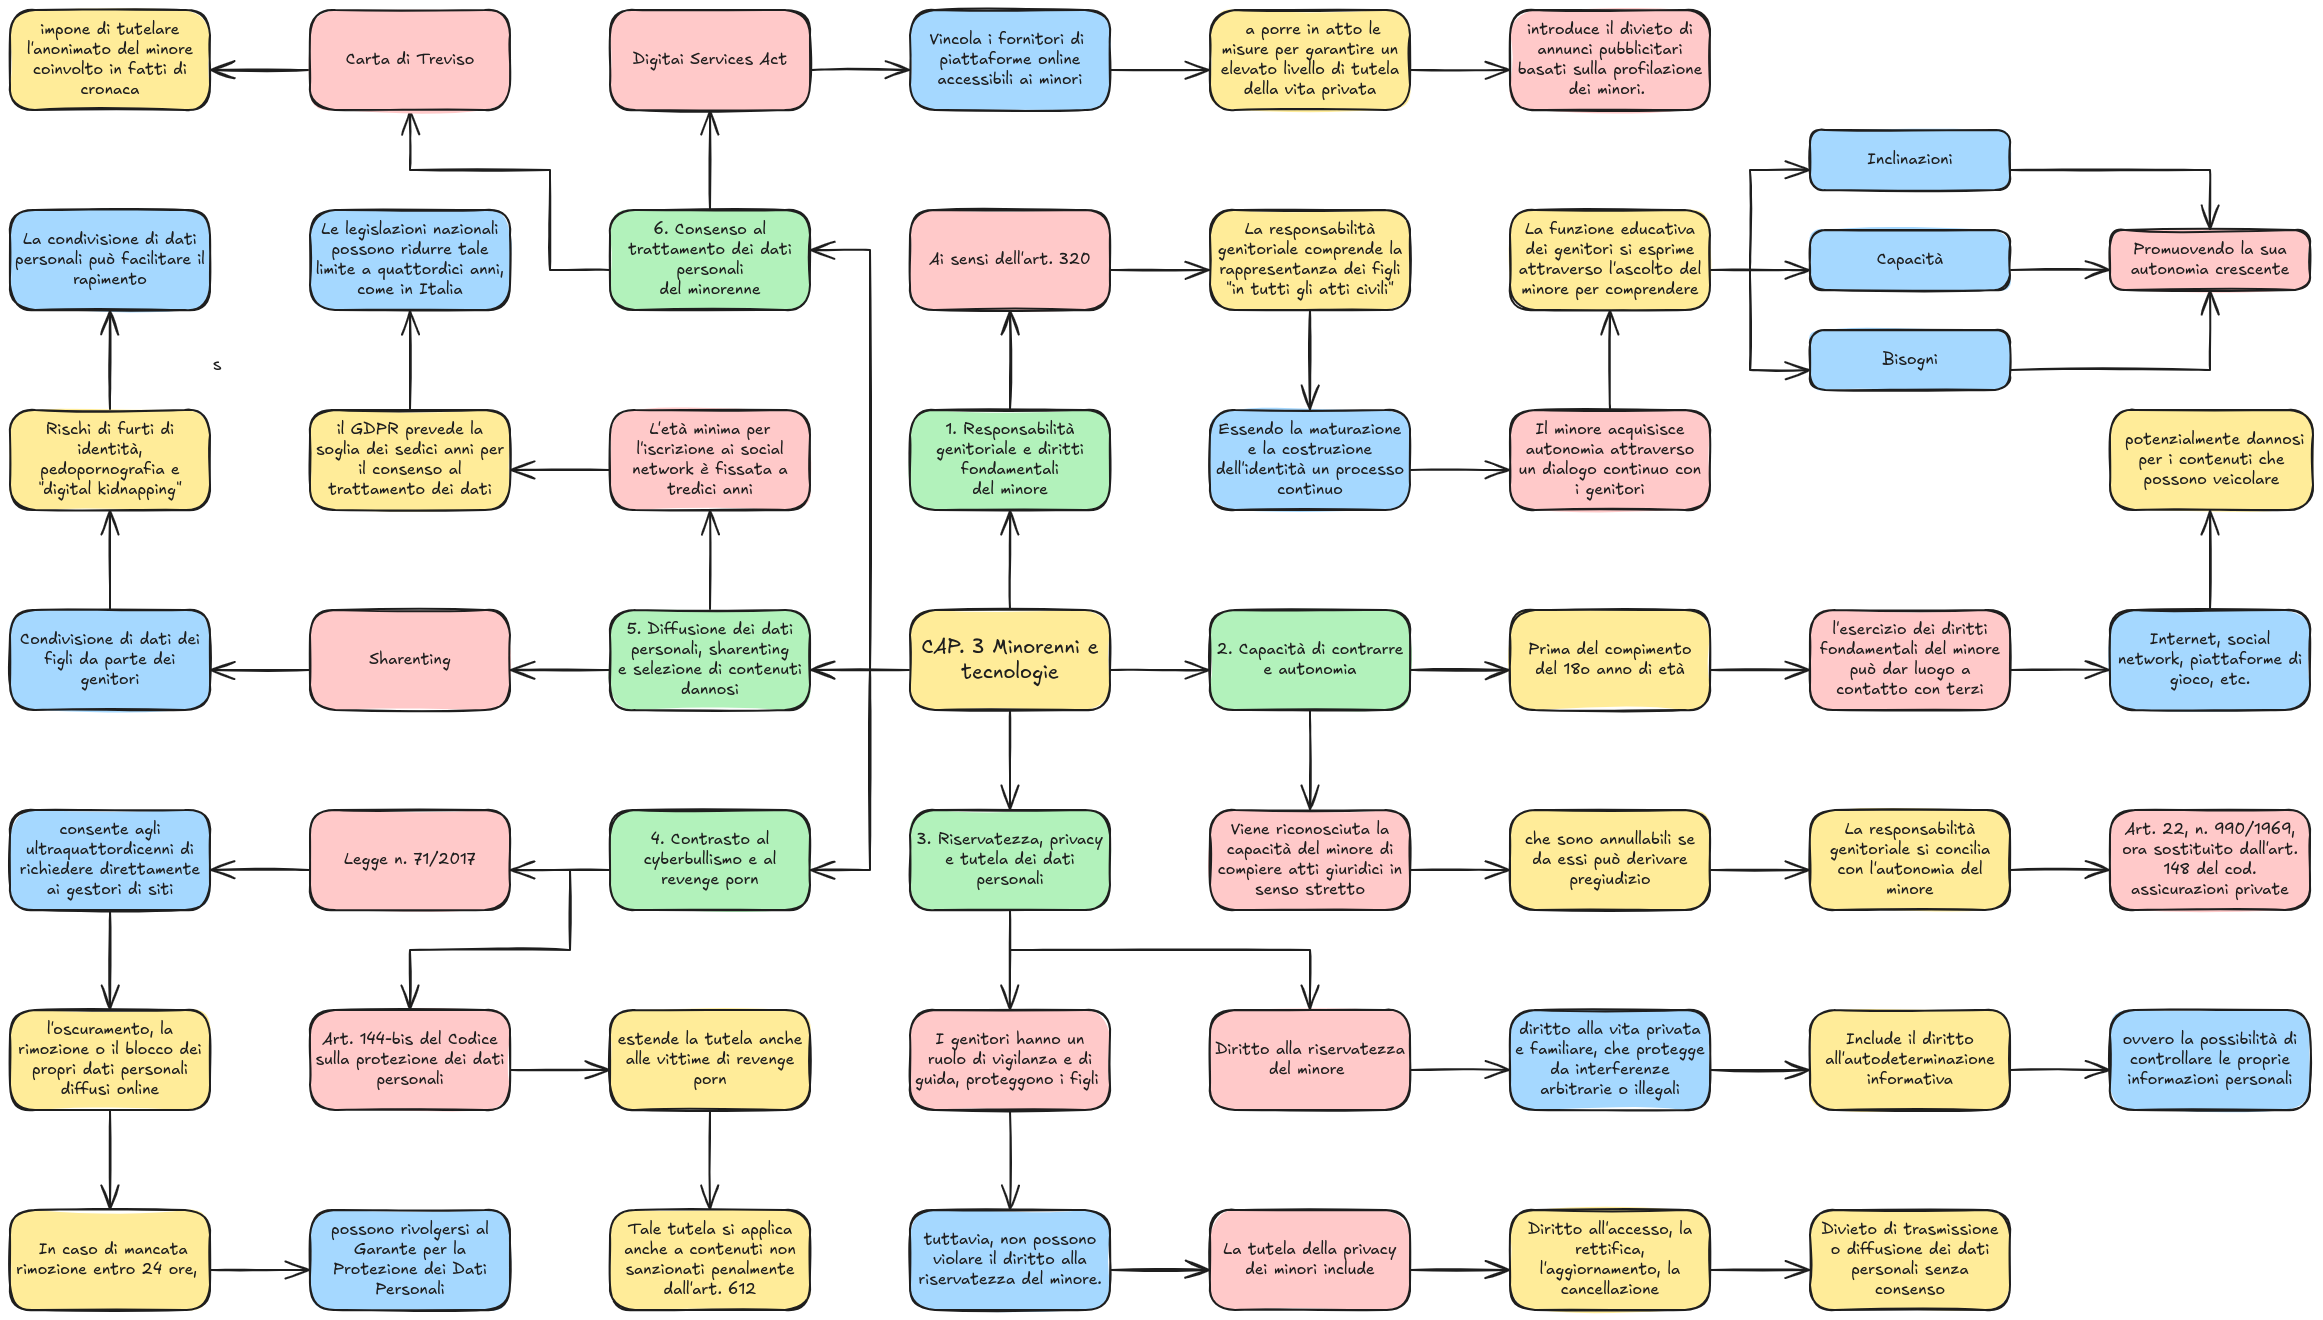 impone di tutelare
l'anonimato del minore
coinvolto in fatti di
cronaca
Carta di Treviso
Digitai Services Act
Vincola i fornitori di
piattaforme online
accessibili ai minori
a porre in atto le
misure per garantire un
elevato livello di tutela
della vita privata
introduce il divieto di
annunci pubblicitari
basati sulla profilazione
dei minori.
Inclinazioni
La condivisione di dati
personali può facilitare il
rapimento
Le legislazioni nazionali
possono ridurre tale
limite a quattordici anni,
come in Italia
6. Consenso al
trattamento dei dati
personali
del minorenne
Ai sensi dell'art. 320
La responsabilità
genitoriale comprende la
rappresentanza dei figli
"in tutti gli atti civili"
La funzione educativa
dei genitori si esprime
attraverso l'ascolto del
minore per comprendere
Capacità
Promuovendo la sua
autonomia crescente
Bisogni
s
Rischi di furti di
identità,
pedopornografia e
"digital kidnapping"
il GDPR prevede la
soglia dei sedici anni per
il consenso al
trattamento dei dati
L'età minima per
l'iscrizione ai social
network è fissata a
tredici anni
1. Responsabilità
genitoriale e diritti
fondamentali
del minore
Essendo la maturazione
e la costruzione
dell'identità un processo
continuo
Il minore acquisisce
autonomia attraverso
un dialogo continuo con
i genitori
potenzialmente dannosi
per i contenuti che
possono veicolare
Condivisione di dati dei
figli da parte dei
genitori
Sharenting
5. Diffusione dei dati
personali, sharenting
e selezione di contenuti
dannosi
CAP. 3 Minorenni e
tecnologie
2. Capacità di contrarre
e autonomia
Prima del compimento
del 18o anno di età
l'esercizio dei diritti
fondamentali del minore
può dar luogo a
contatto con terzi
Internet, social
network, piattaforme di
gioco, etc.
consente agli
ultraquattordicenni di
richiedere direttamente
ai gestori di siti
Legge n. 71/2017
4. Contrasto al
cyberbullismo e al
revenge porn
3. Riservatezza, privacy
e tutela dei dati
personali
Viene riconosciuta la
capacità del minore di
compiere atti giuridici in
senso stretto
che sono annullabili se
da essi può derivare
pregiudizio
La responsabilità
genitoriale si concilia
con l'autonomia del
minore
Art. 22, n. 990/1969,
ora sostituito dall'art.
148 del cod.
assicurazioni private
l'oscuramento, la
rimozione o il blocco dei
propri dati personali
diffusi online
Art. 144-bis del Codice
sulla protezione dei dati
personali
estende la tutela anche
alle vittime di revenge
porn
I genitori hanno un
ruolo di vigilanza e di
guida, proteggono i figli
Diritto alla riservatezza
del minore
diritto alla vita privata
e familiare, che protegge
da interferenze
arbitrarie o illegali
Include il diritto
all'autodeterminazione
informativa
ovvero la possibilità di
controllare le proprie
informazioni personali
In caso di mancata
rimozione entro 24 ore,
possono rivolgersi al
Garante per la
Protezione dei Dati
Personali
Tale tutela si applica
anche a contenuti non
sanzionati penalmente
dall'art. 612
tuttavia, non possono
violare il diritto alla
riservatezza del minore.
La tutela della privacy
dei minori include
Diritto all'accesso, la
rettifica,
l'aggiornamento, la
cancellazione
Divieto di trasmissione
o diffusione dei dati
personali senza
consenso